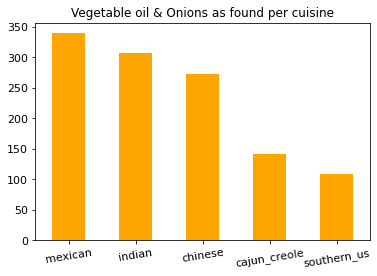 Vegetable oil & Onions as found per cuisine
350
300
250
200
150
100
50
0
mexican
indian
chinese
cajun_creole
southern_us